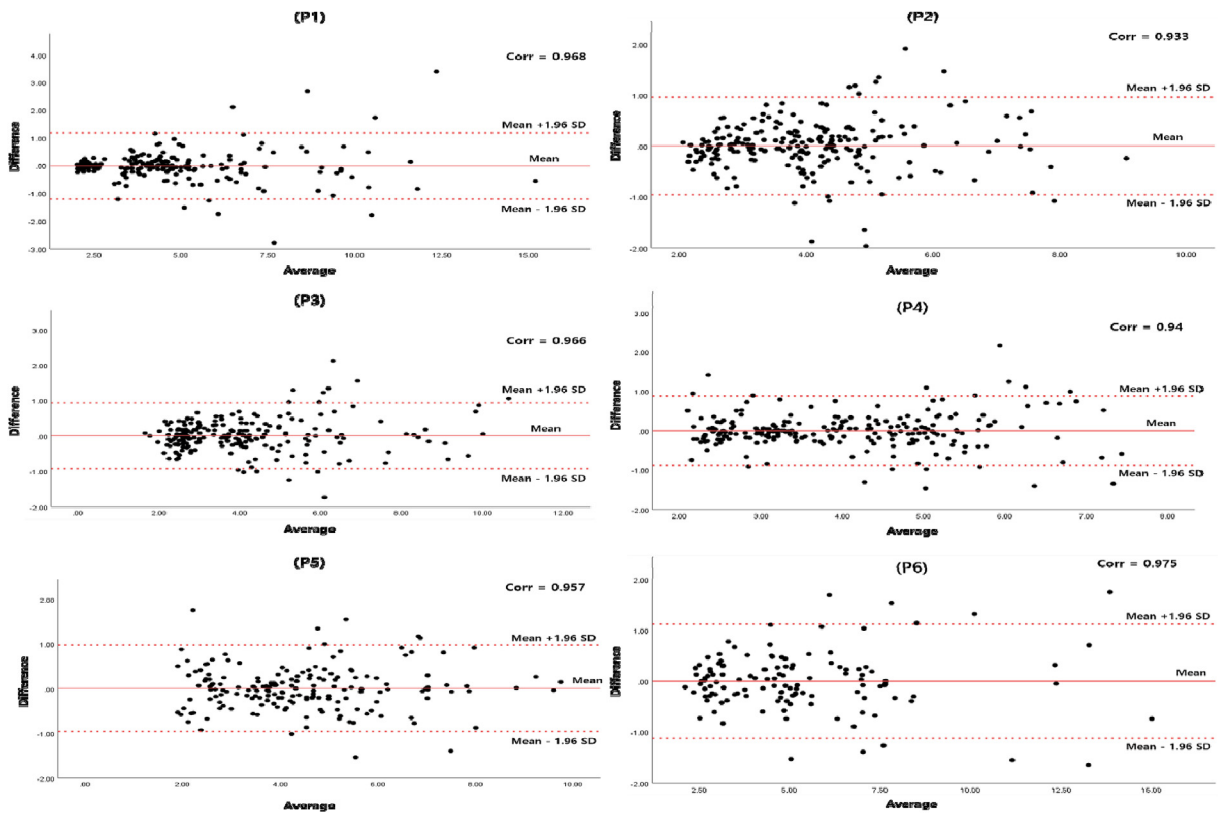 (P1)
Corr = 0.968
4.00
3.00
2.00
1.00
.00
-1.00
-2.00
-3.00
Difference
Mean +1.96 SD
Mean
Mean - 1.96 SD
2.50 5.00 7.50 10.00 12.50 15.00
Average
(P2)
Corr = 0.933
2.00
1.00
.00
-1.00
-2.00
Difference
Mean +1.96 SD
Mean
Mean - 1.96 SD
2.00 4.00 6.00 8.00 10.00
Average
(P3)
Corr = 0.966
3.00
2.00
1.00
.00
-1.00
-2.00
Difference
Mean +1.96 SD
Mean
Mean - 1.96 SD
.00 2.00 4.00 6.00 8.00 10.00 12.00
Average
(P4)
Corr = 0.94
3.00
2.00
1.00
.00
-1.00
-2.00
Difference
Mean +1.96 SD
Mean
Mean - 1.96 SD
2.00 3.00 4.00 5.00 6.00 7.00 8.00
Average
(P5)
Corr = 0.957
2.00
1.00
.00
-1.00
-2.00
Difference
Mean +1.96 SD
Mean
Mean - 1.96 SD
.00 2.00 4.00 6.00 8.00 10.00
Average
(P6)
Corr = 0.975
2.00
1.00
.00
-1.00
-2.00
Difference
Mean +1.96 SD
Mean
Mean - 1.96 SD
2.50 5.00 7.50 10.00 12.50 15.00
Average